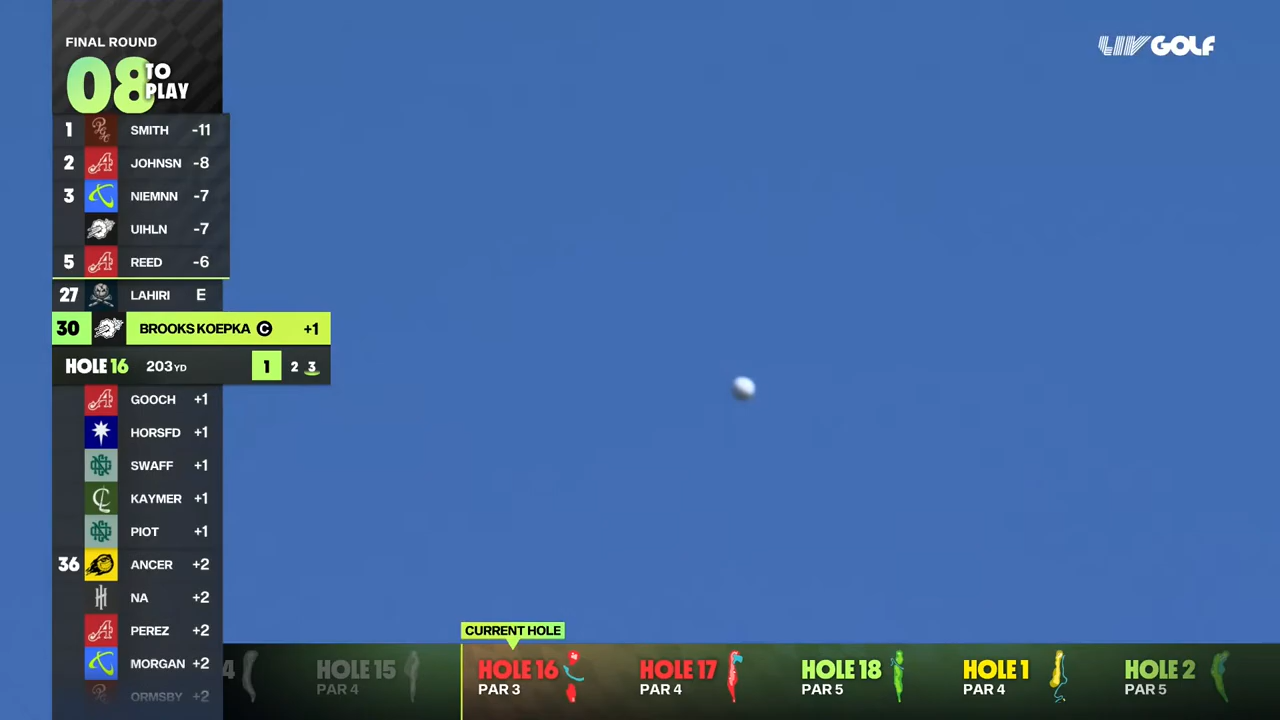 FINAL ROUND
08 TO PLAY
LIV GOLF
1 SMITH -11
2 JOHNSN -8
3 NIEMNN -7
UIHLN -7
5 REED -6
27 LAHIRI E
30 BROOKS KOEPKA C +1
HOLE 16 203YD 1 2 3
GOOCH +1
HORSFD +1
SWAFF +1
KAYMER +1
PIOT +1
36 ANCER +2
NA +2
PEREZ +2
MORGAN +2
ORMSBY +2
CURRENT HOLE
4 HOLE 15 HOLE 16 HOLE 17 HOLE 18 HOLE 1 HOLE 2
PAR 4 PAR 3 PAR 4 PAR 5 PAR 4 PAR 5